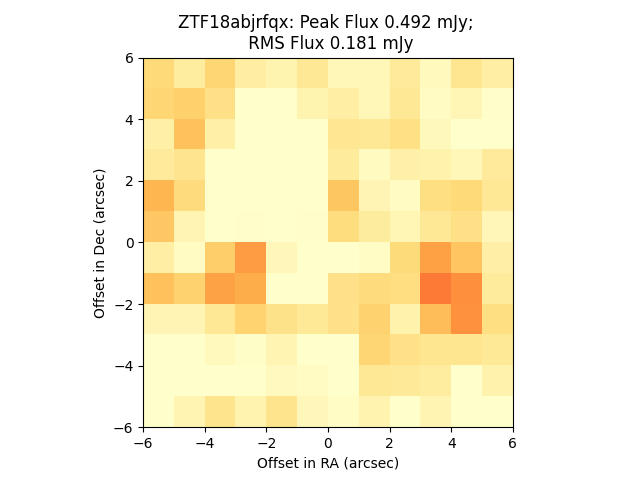 ZTF18abjrfqx: Peak Flux 0.492 mJy;
RMS Flux 0.181 mJy
6
4
2
0
−2
−4
−6
Offset in Dec (arcsec)
−6 −4 −2 0 2 4 6
Offset in RA (arcsec)